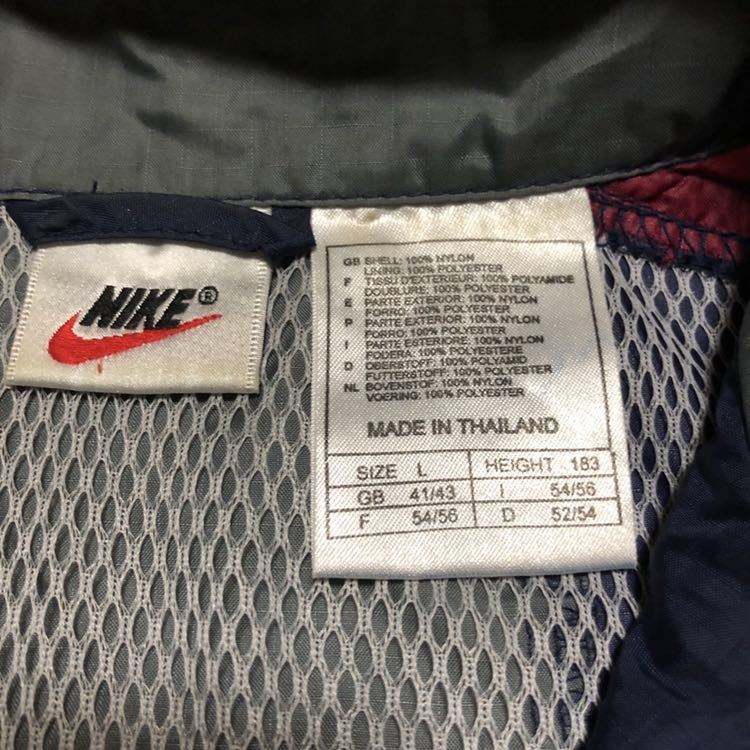 NIKE®
GB SHELL: 100% NYLON
LINING: 100% POLYESTER
F TISSU D'EXTERIEUR: 100% POLYAMIDE
DOUBLURE: 100% POLYESTER
E PARTE EXTERIOR: 100% NYLON
FORRO: 100% POLYESTER
P PARTE EXTERIOR: 100% NYLON
FORRO: 100% POLYESTER
I PARTE ESTERIORE: 100% NYLON
FODERA: 100% POLYESTERE
D OBERSTOFF: 100% POLYAMID
FUTTERSTOFF: 100% POLYESTER
NL BOVENSTOF: 100% NYLON
VOERING: 100% POLYESTER
MADE IN THAILAND
SIZE L HEIGHT 183
GB 41/43 I 54/56
F 54/56 D 52/54